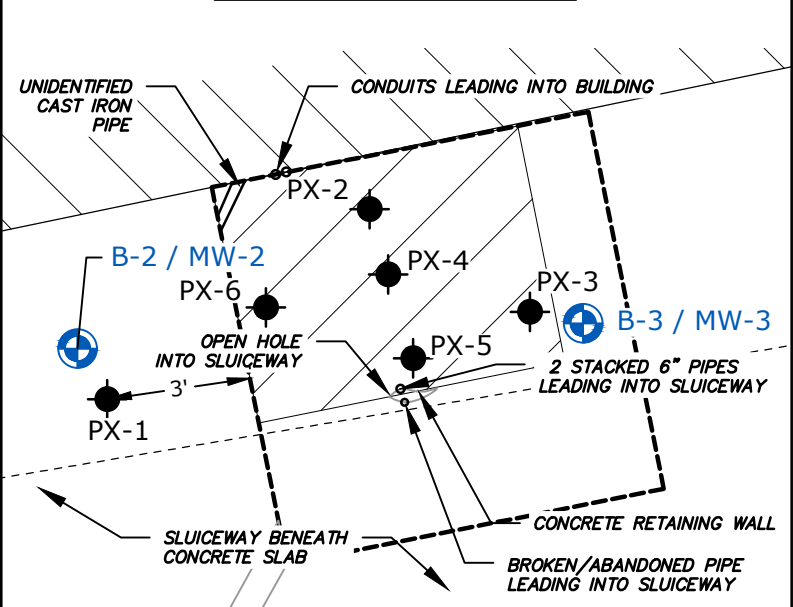 UNIDENTIFIED
CAST IRON
PIPE
CONDUITS LEADING INTO BUILDING
PX-2
B-2 / MW-2
PX-4
PX-6
PX-3
B-3 / MW-3
OPEN HOLE
INTO SLUICEWAY
PX-5
2 STACKED 6" PIPES
LEADING INTO SLUICEWAY
3'
PX-1
SLUICEWAY BENEATH
CONCRETE SLAB
CONCRETE RETAINING WALL
BROKEN/ABANDONED PIPE
LEADING INTO SLUICEWAY